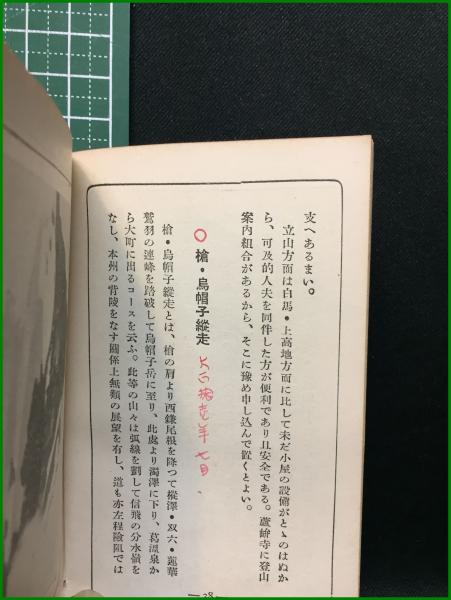 支へあるまい。
立山方面は白馬・上高地方面に比して未だ小屋の設備がとゝのはぬか
ら、可及的人夫を同伴した方が便利であり且安全である。蘆峅寺に登山
案内組合があるから、そこに豫め申し込んで置くとよい。
〇 槍・烏帽子縱走
槍・烏帽子縱走とは、槍の肩より西鎌尾根を降つて樅澤・双六・蓮華
鷲羽の連峰を踏破して烏帽子岳に至り、此處より濁澤に下り、葛溫泉か
ら大町に出るコースを云ふ。此等の山々は弧線を劃して信飛の分水嶺を
なし、本州の脊陵をなす關係上無類の展望を有し、道も亦左程險阻では
—28—